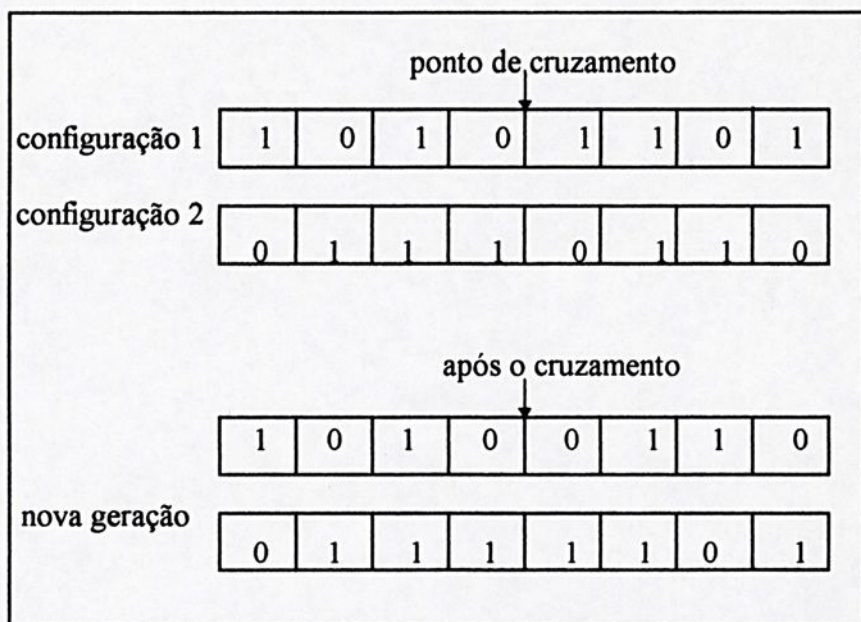 ponto de cruzamento
configuração 1 1 0 1 0 1 1 0 1
configuração 2 0 1 1 1 0 1 1 0
após o cruzamento
1 0 1 0 0 1 1 0
nova geração 0 1 1 1 1 1 0 1